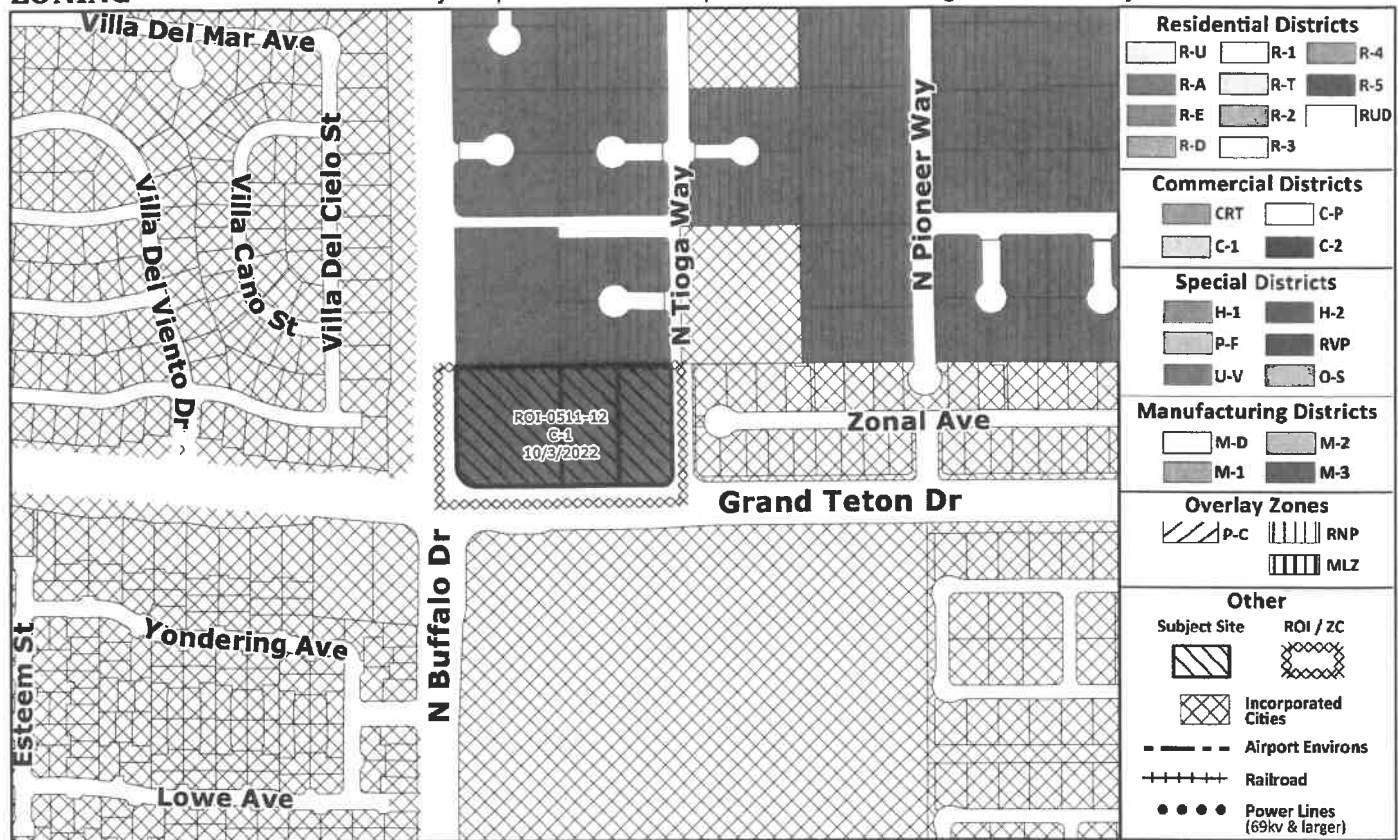 ZONING
Villa Del Mar Ave
Villa Del Viento Dr
Villa Cano St
Villa Del Cielo St
N Tioga Way
N Pioneer Way
ROI-0511-12
C-1
10/3/2022
Zonal Ave
Grand Teton Dr
N Buffalo Dr
Yondering Ave
Esteem St
Lowe Ave
Residential Districts
R-U R-1 R-4
R-A R-T R-5
R-E R-2 RUD
R-D R-3
Commercial Districts
CRT C-P
C-1 C-2
Special Districts
H-1 H-2
P-F RVP
U-V O-S
Manufacturing Districts
M-D M-2
M-1 M-3
Overlay Zones
P-C RNP
MLZ
Other
Subject Site ROI / ZC
Incorporated
Cities
Airport Environs
Railroad
Power Lines
(69kv & larger)